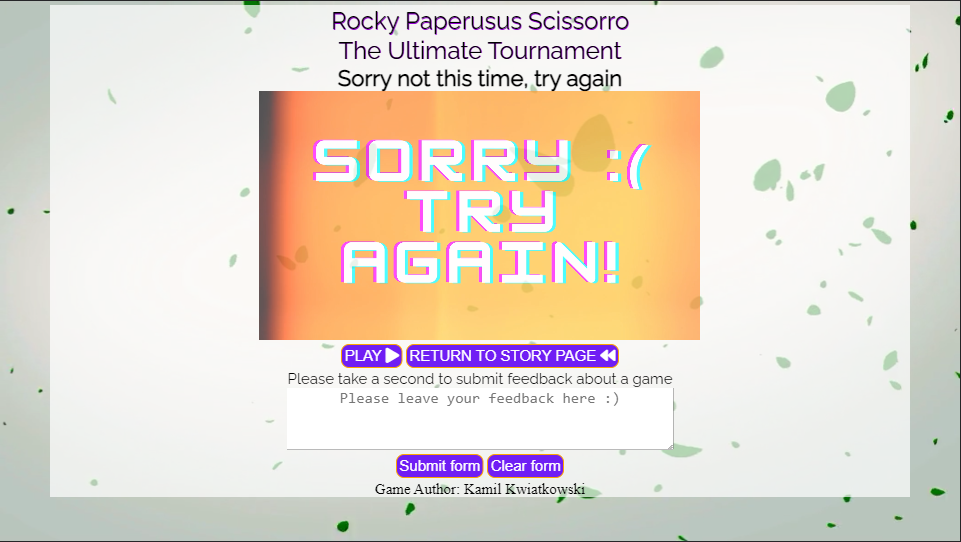 Rocky Paperusus Scissorro
The Ultimate Tournament
Sorry not this time, try again
SORRY :(
TRY
AGAIN!
PLAY RETURN TO STORY PAGE
Please take a second to submit feedback about a game
Please leave your feedback here :)
Submit form Clear form
Game Author: Kamil Kwiatkowski